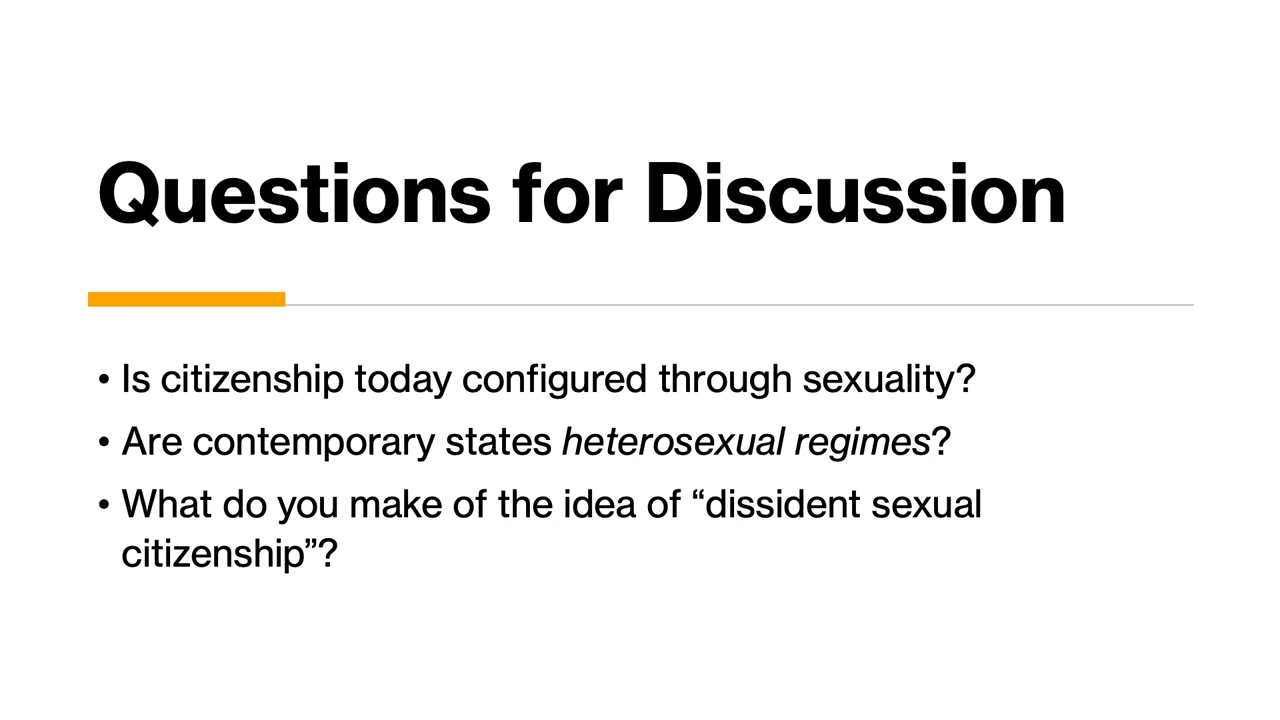 Questions for Discussion
• Is citizenship today configured through sexuality?
• Are contemporary states heterosexual regimes?
• What do you make of the idea of “dissident sexual
citizenship”?